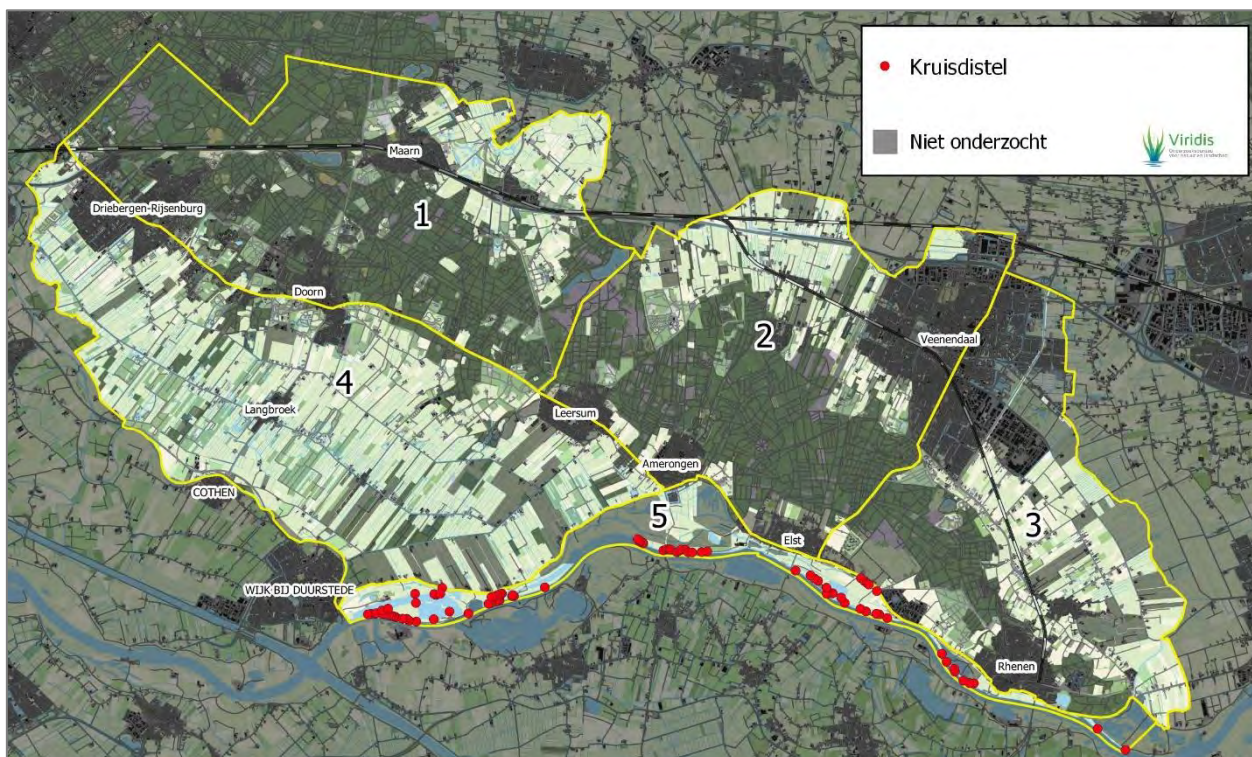 Kruisdistel
Niet onderzocht
Viridis
Maarn
1
Driebergen-Rijsenburg
Doorn
2
Veenendaal
4
Langbroek
Leersum
Amerongen
COTHEN
5
3
Elst
WIJK BIJ DUURSTEDE
Rhenen